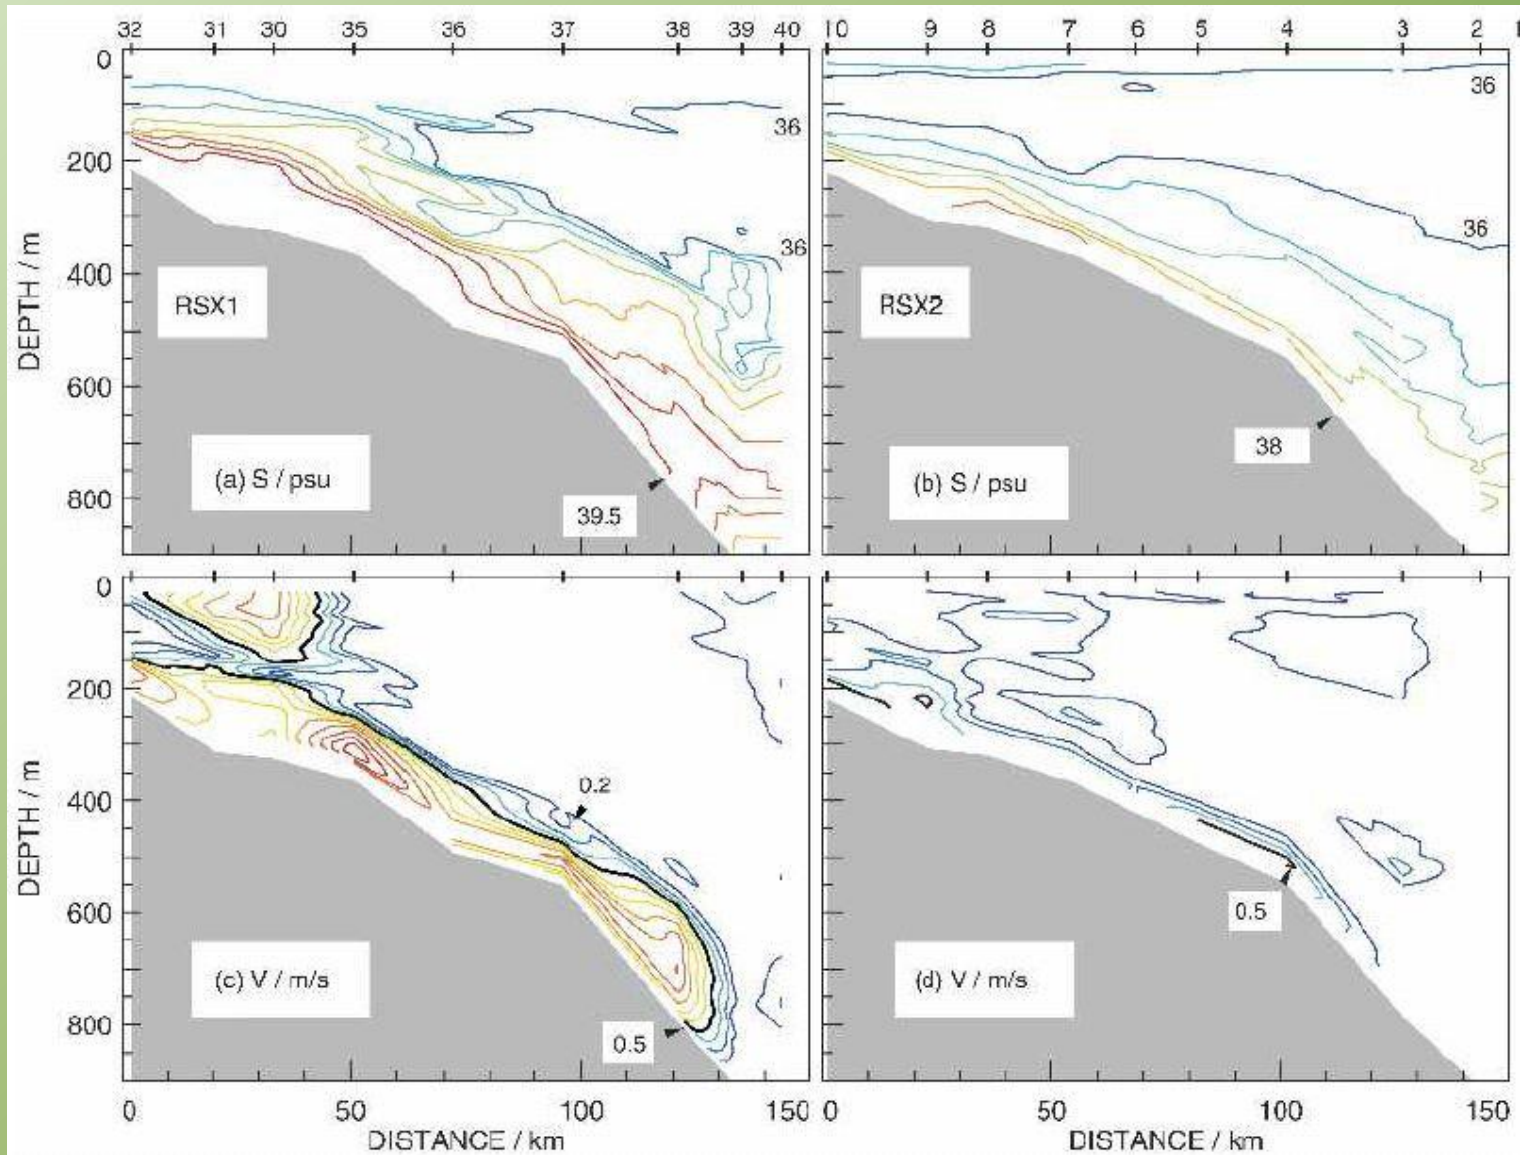 32 31 30 35 36 37 38 39 40
10 9 8 7 6 5 4 3 2 1
0
200
400
600
800
DEPTH / m
36
36
RSX1
(a) S / psu
39.5
36
36
RSX2
(b) S / psu
38
0
200
400
600
800
DEPTH / m
0.2
(c) V / m/s
0.5
0.5
(d) V / m/s
0 50 100 150
DISTANCE / km
0 50 100 150
DISTANCE / km